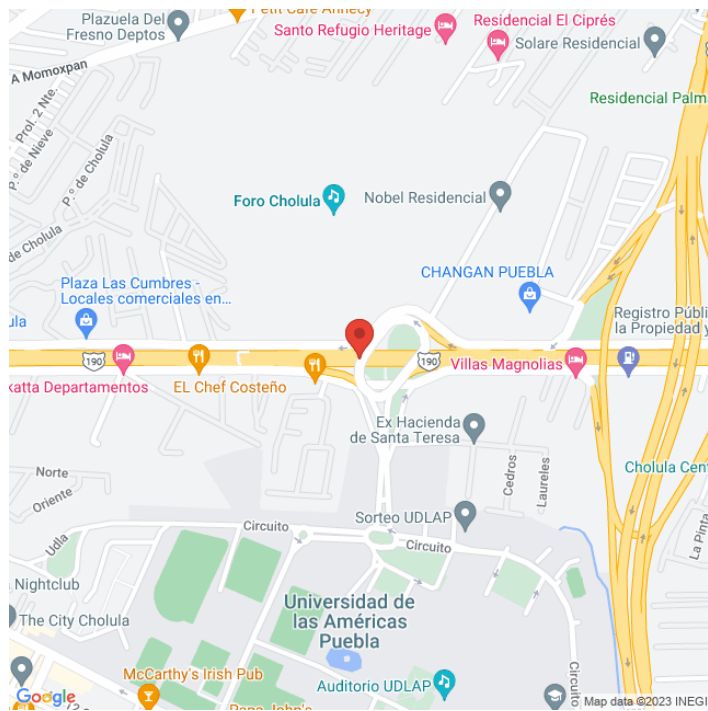 Petit Café Annecy
Plazuela Del
Fresno Deptos
Santo Refugio Heritage
Residencial El Ciprés
Solare Residencial
A Momoxpan
Residencial Palma
Prol. 2 Nte.
P.º de Nieve
P.º de Cholula
Foro Cholula
Nobel Residencial
de Cholula
CHANGAN PUEBLA
Plaza Las Cumbres -
Locales comerciales en...
ula
Registro Públi
la Propiedad y
190
190
Villas Magnolias
katta Departamentos
EL Chef Costeño
Ex Hacienda
de Santa Teresa
Cedros
Laureles
Norte
Oriente
Cholula Cent
Sorteo UDLAP
La Pinta
Udla
Circuito
Circuito
Nightclub
The City Cholula
Universidad de
las Américas
Puebla
McCarthy's Irish Pub
Auditorio UDLAP
Circuito
Papa John's
Google
Map data ©2023 INEGI